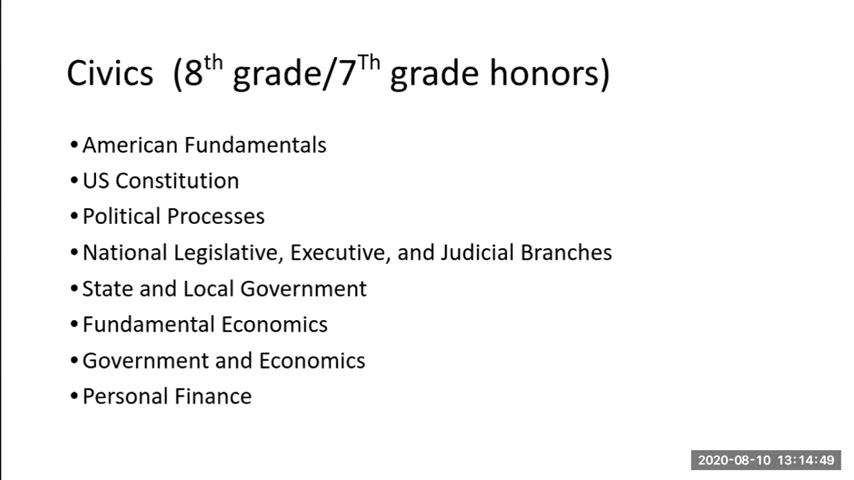 Civics (8th grade/7Th grade honors)
•American Fundamentals
•US Constitution
•Political Processes
•National Legislative, Executive, and Judicial Branches
•State and Local Government
•Fundamental Economics
•Government and Economics
•Personal Finance
2020-08-10 13:14:49